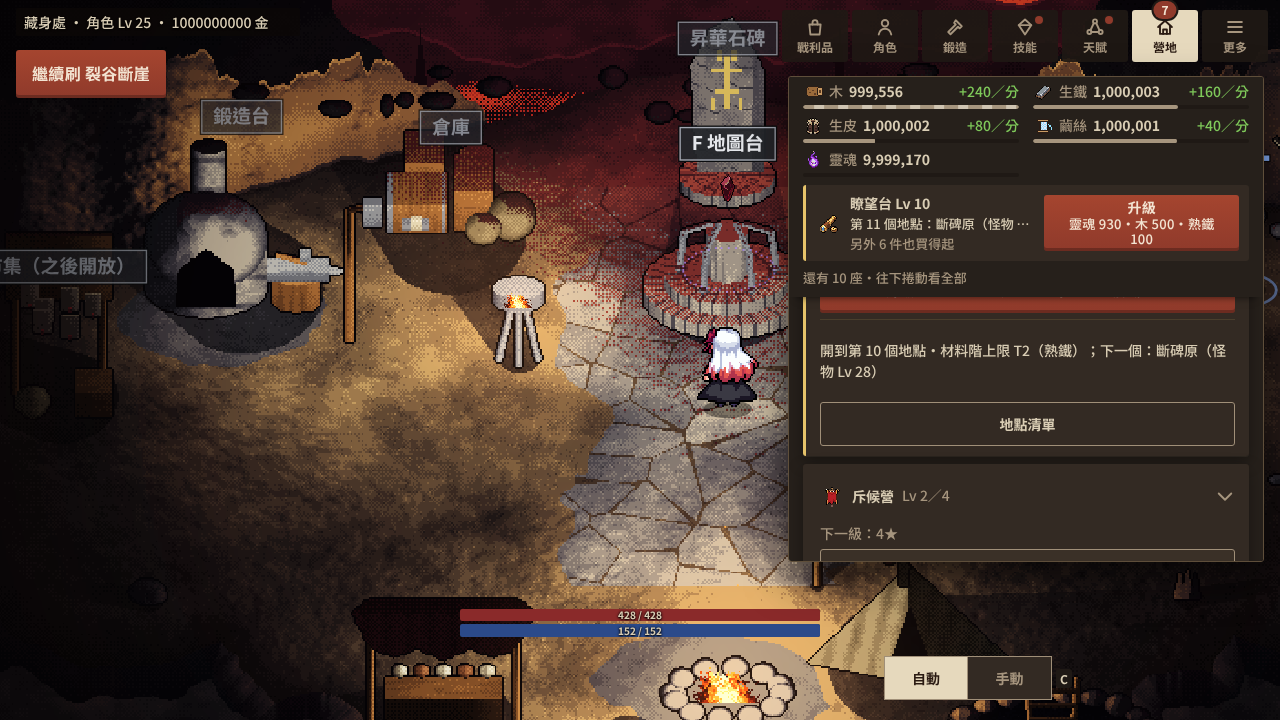 藏身處 · 角色 Lv 25 · 1000000000 金
繼續刷 裂谷斷崖
昇華石碑
鍛造台
倉庫
F 地圖台
集（之後開放）
戰利品
角色
鍛造
技能
天賦
7
營地
更多
木 999,556 +240／分
生鐵 1,000,003 +160／分
生皮 1,000,002 +80／分
繭絲 1,000,001 +40／分
靈魂 9,999,170
瞭望台 Lv 10
第 11 個地點：斷碑原（怪物 …
另外 6 件也買得起
升級
靈魂 930・木 500・熟鐵
100
還有 10 座・往下捲動看全部
開到第 10 個地點・材料階上限 T2（熟鐵）；下一個：斷碑原（怪
物 Lv 28）
地點清單
斥候營 Lv 2／4
下一級：4★
428 / 428
152 / 152
自動
手動
C